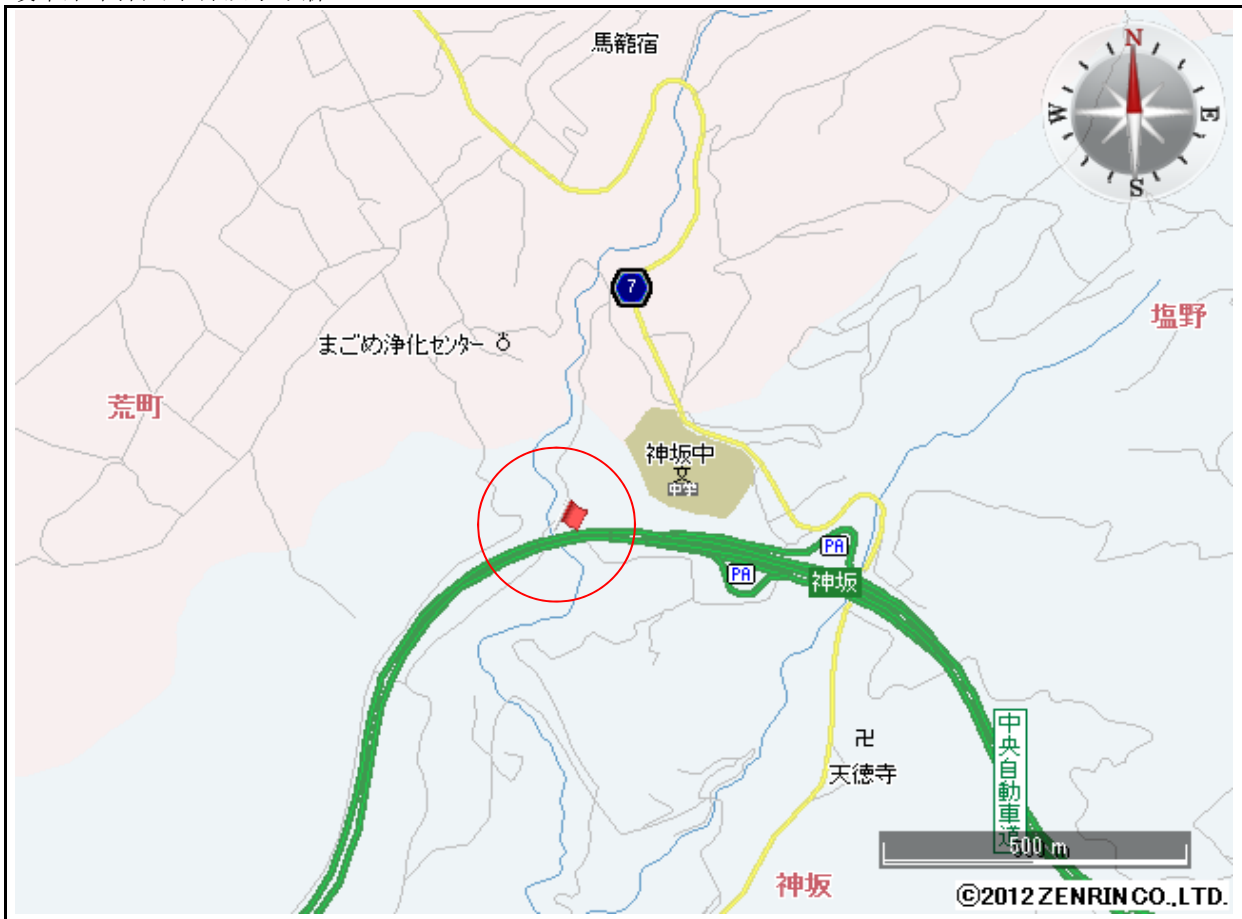 馬籠宿
N
W
E
S
7
塩野
まごめ浄化センター
荒町
神坂中
文
中学
PA
PA
神坂
卍
天徳寺
中央自動車道
500 m
神坂
©2012 ZENRIN CO.,LTD.